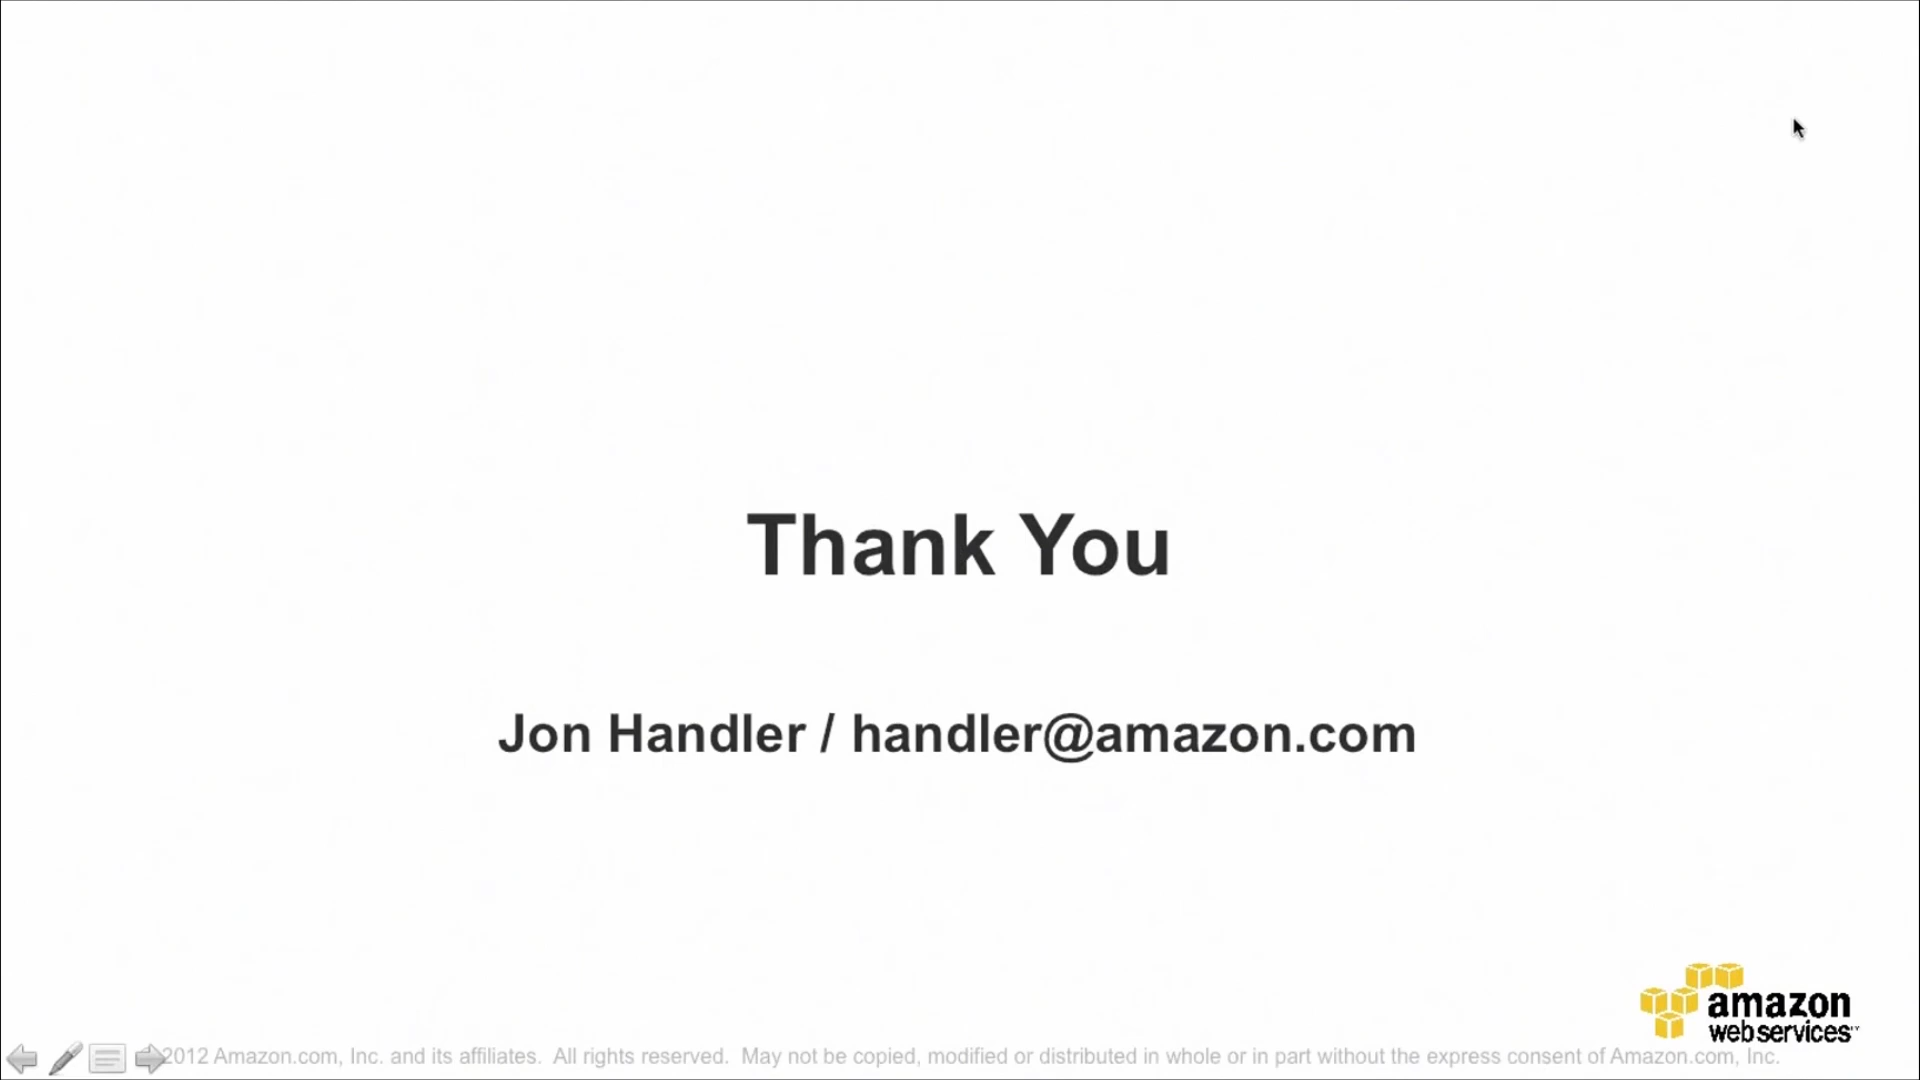 Thank You
Jon Handler / handler@amazon.com
amazon
webservices™
2012 Amazon.com, Inc. and its affiliates. All rights reserved. May not be copied, modified or distributed in whole or in part without the express consent of Amazon.com, Inc.